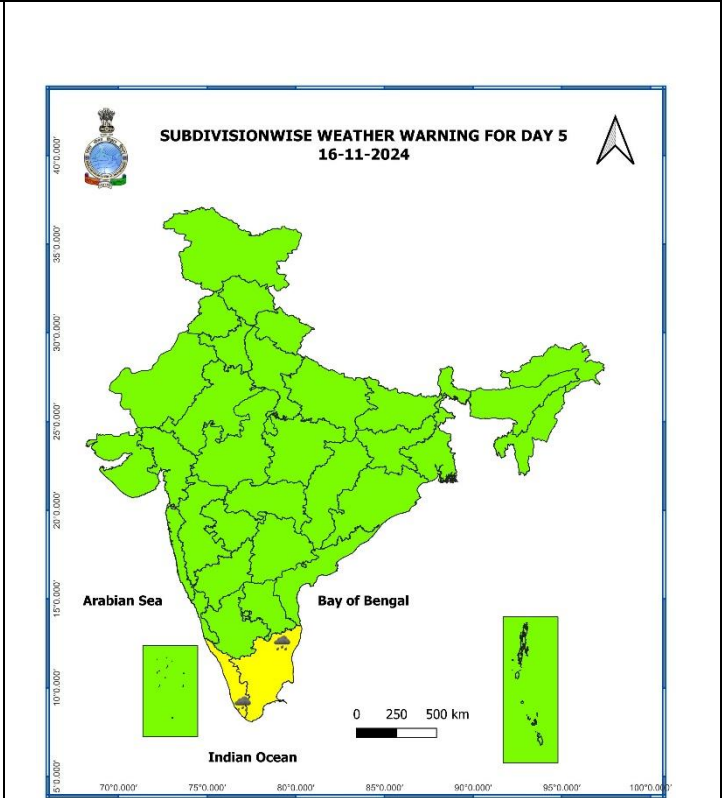 SUBDIVISIONWISE WEATHER WARNING FOR DAY 5
16-11-2024
40°0.000'
35°0.000'
30°0.000'
25°0.000'
20°0.000'
15°0.000'
10°0.000'
5°0.000'
Arabian Sea
Bay of Bengal
0 250 500 km
Indian Ocean
70°0.000' 75°0.000' 80°0.000' 85°0.000' 90°0.000' 95°0.000' 100°0.000'